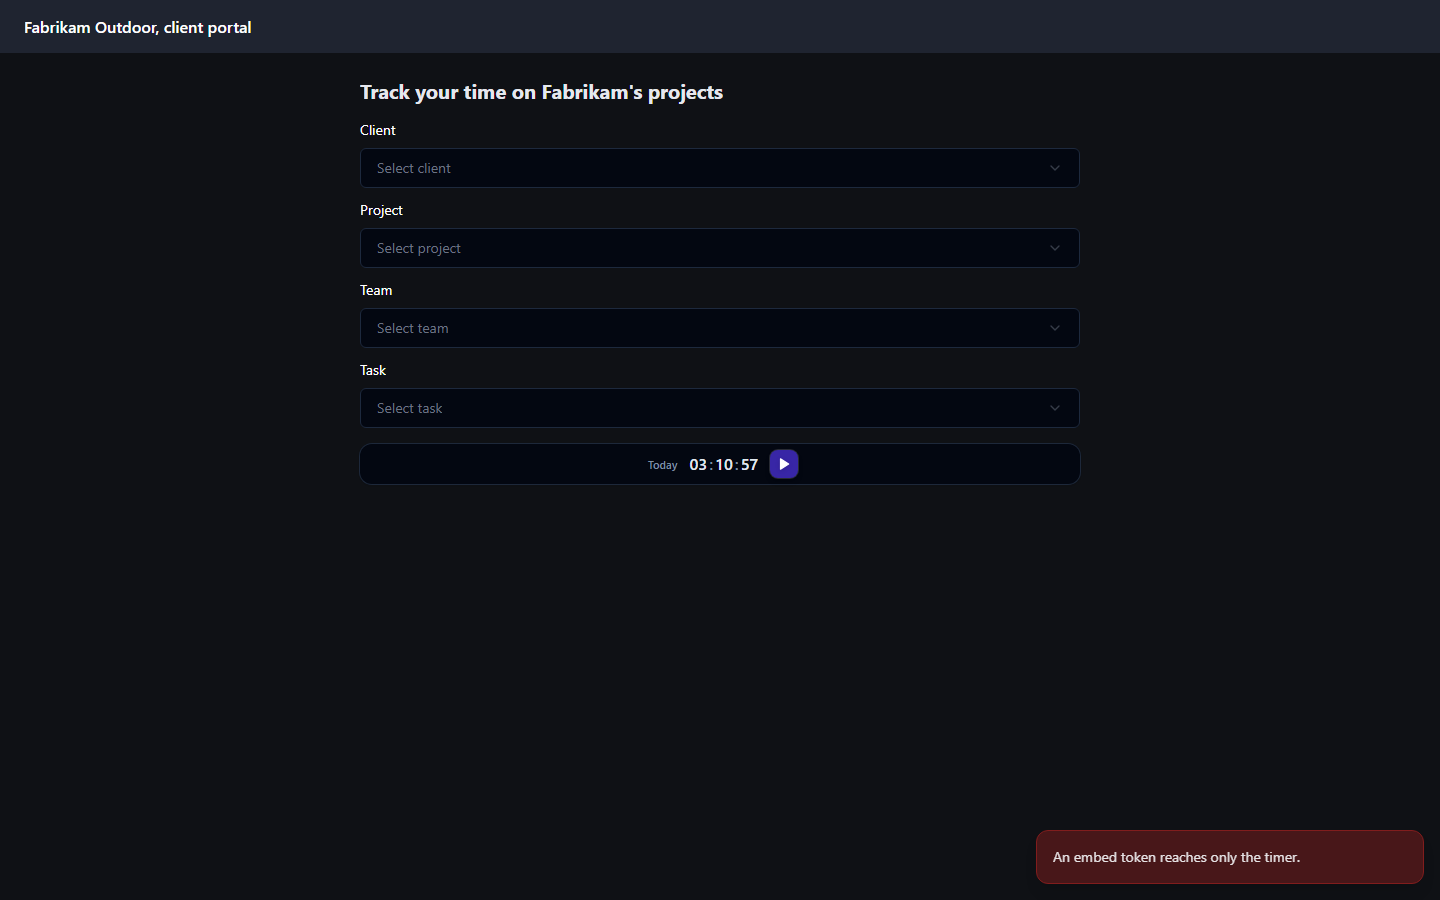 Fabrikam Outdoor, client portal
Track your time on Fabrikam's projects
Client
Select client
Project
Select project
Team
Select team
Task
Select task
Today 03:10:57
An embed token reaches only the timer.